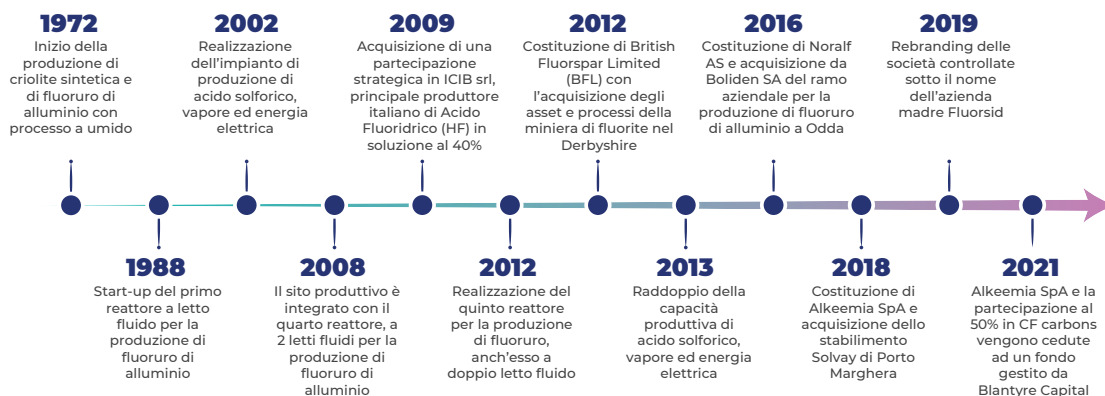 1972
Inizio della
produzione di
criolite sintetica e
di fluoruro di
alluminio con
processo a umido
2002
Realizzazione
dell'impianto di
produzione di
acido solforico,
vapore ed energia
elettrica
2009
Acquisizione di una
partecipazione
strategica in ICIB srl,
principale produttore
italiano di Acido
Fluoridrico (HF) in
soluzione al 40%
2012
Costituzione di British
Fluorspar Limited
(BFL) con
l'acquisizione degli
asset e processi della
miniera di fluorite nel
Derbyshire
2016
Costituzione di Noralf
AS e acquisizione da
Boliden SA del ramo
aziendale per la
produzione di fluoruro
di alluminio a Odda
2019
Rebranding delle
società controllate
sotto il nome
dell'azienda
madre Fluorsid
1988
Start-up del primo
reattore a letto
fluido per la
produzione di
fluoruro di
alluminio
2008
Il sito produttivo è
integrato con il
quarto reattore, a
2 letti fluidi per la
produzione di
fluoruro di
alluminio
2012
Realizzazione del
quinto reattore
per la produzione
di fluoruro,
anch'esso a
doppio letto fluido
2013
Raddoppio della
capacità
produttiva di
acido solforico,
vapore ed energia
elettrica
2018
Costituzione di
Alkeemia SpA e
acquisizione dello
stabilimento
Solvay di Porto
Marghera
2021
Alkeemia SpA e la
partecipazione al
50% in CF carbons
vengono cedute
ad un fondo
gestito da
Blantyre Capital